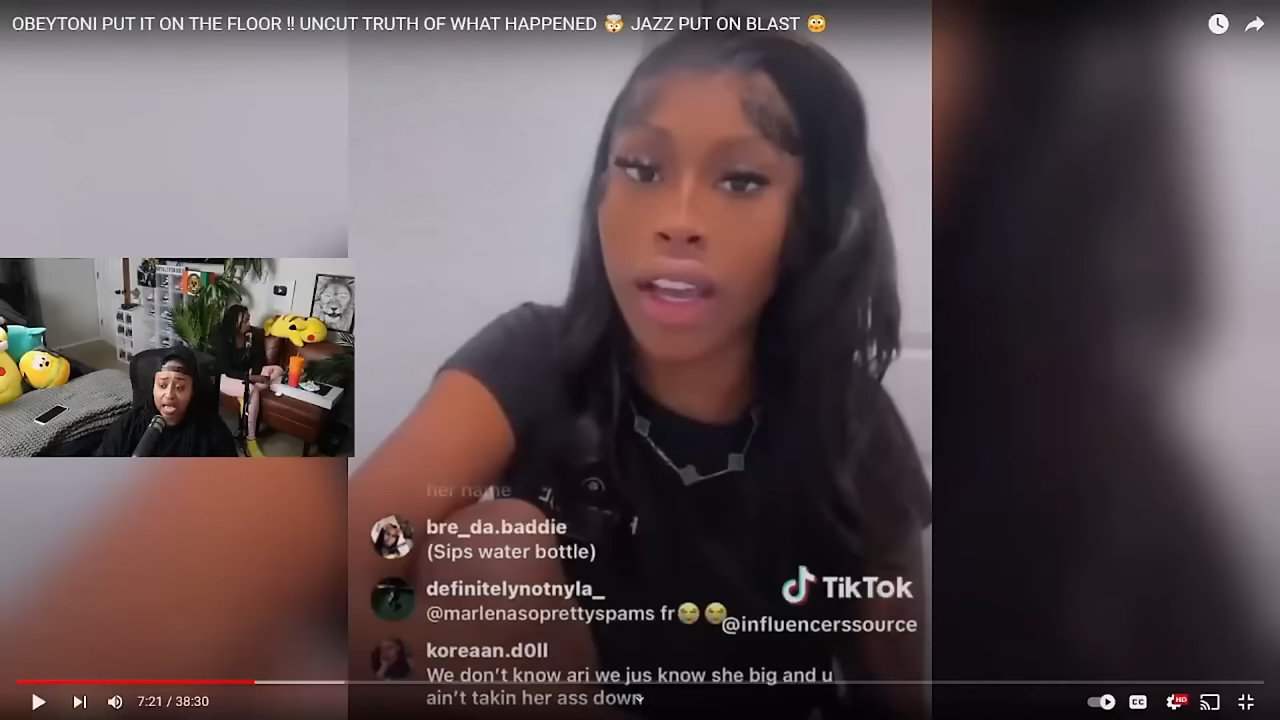 OBEYTONI PUT IT ON THE FLOOR !! UNCUT TRUTH OF WHAT HAPPENED 🤯 JAZZ PUT ON BLAST 😳
her name
bre_da.baddie
(Sips water bottle)
definitelynotnyla_
@marlenasoprettyspams fr😭😭
TikTok
@influencerssource
koreaan.d0ll
We don't know ari we jus know she big and u
ain't takin her ass down
7:21 / 38:30
CC
HD